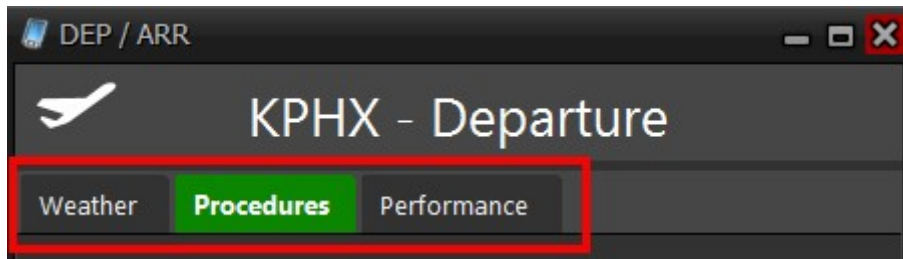 DEP / ARR
KPHX - Departure
Weather Procedures Performance